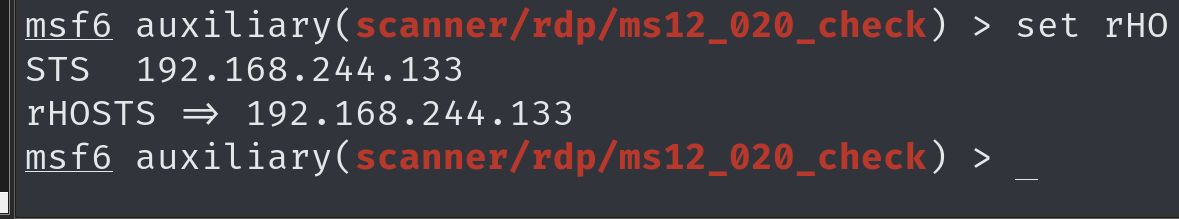 msf6 auxiliary(scanner/rdp/ms12_020_check) > set rHO
STS  192.168.244.133
rHOSTS => 192.168.244.133
msf6 auxiliary(scanner/rdp/ms12_020_check) > _